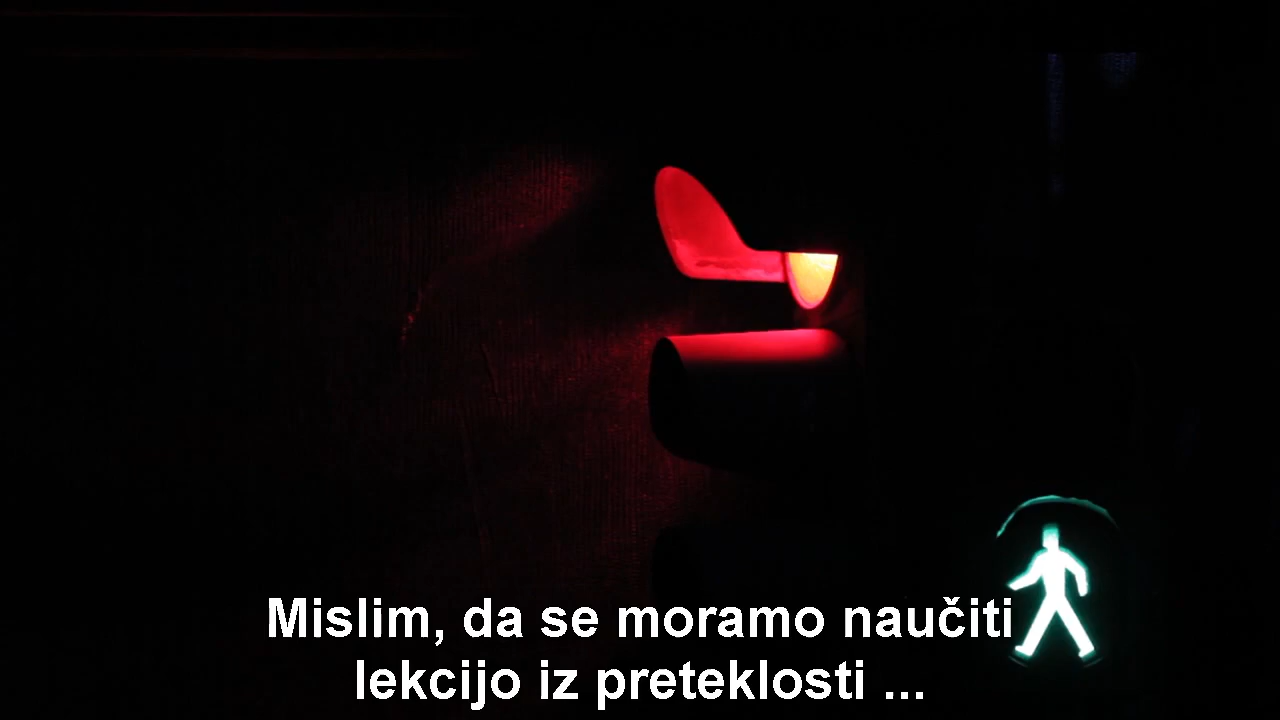 Mislim, da se moramo naučiti
lekcijo iz preteklosti ...